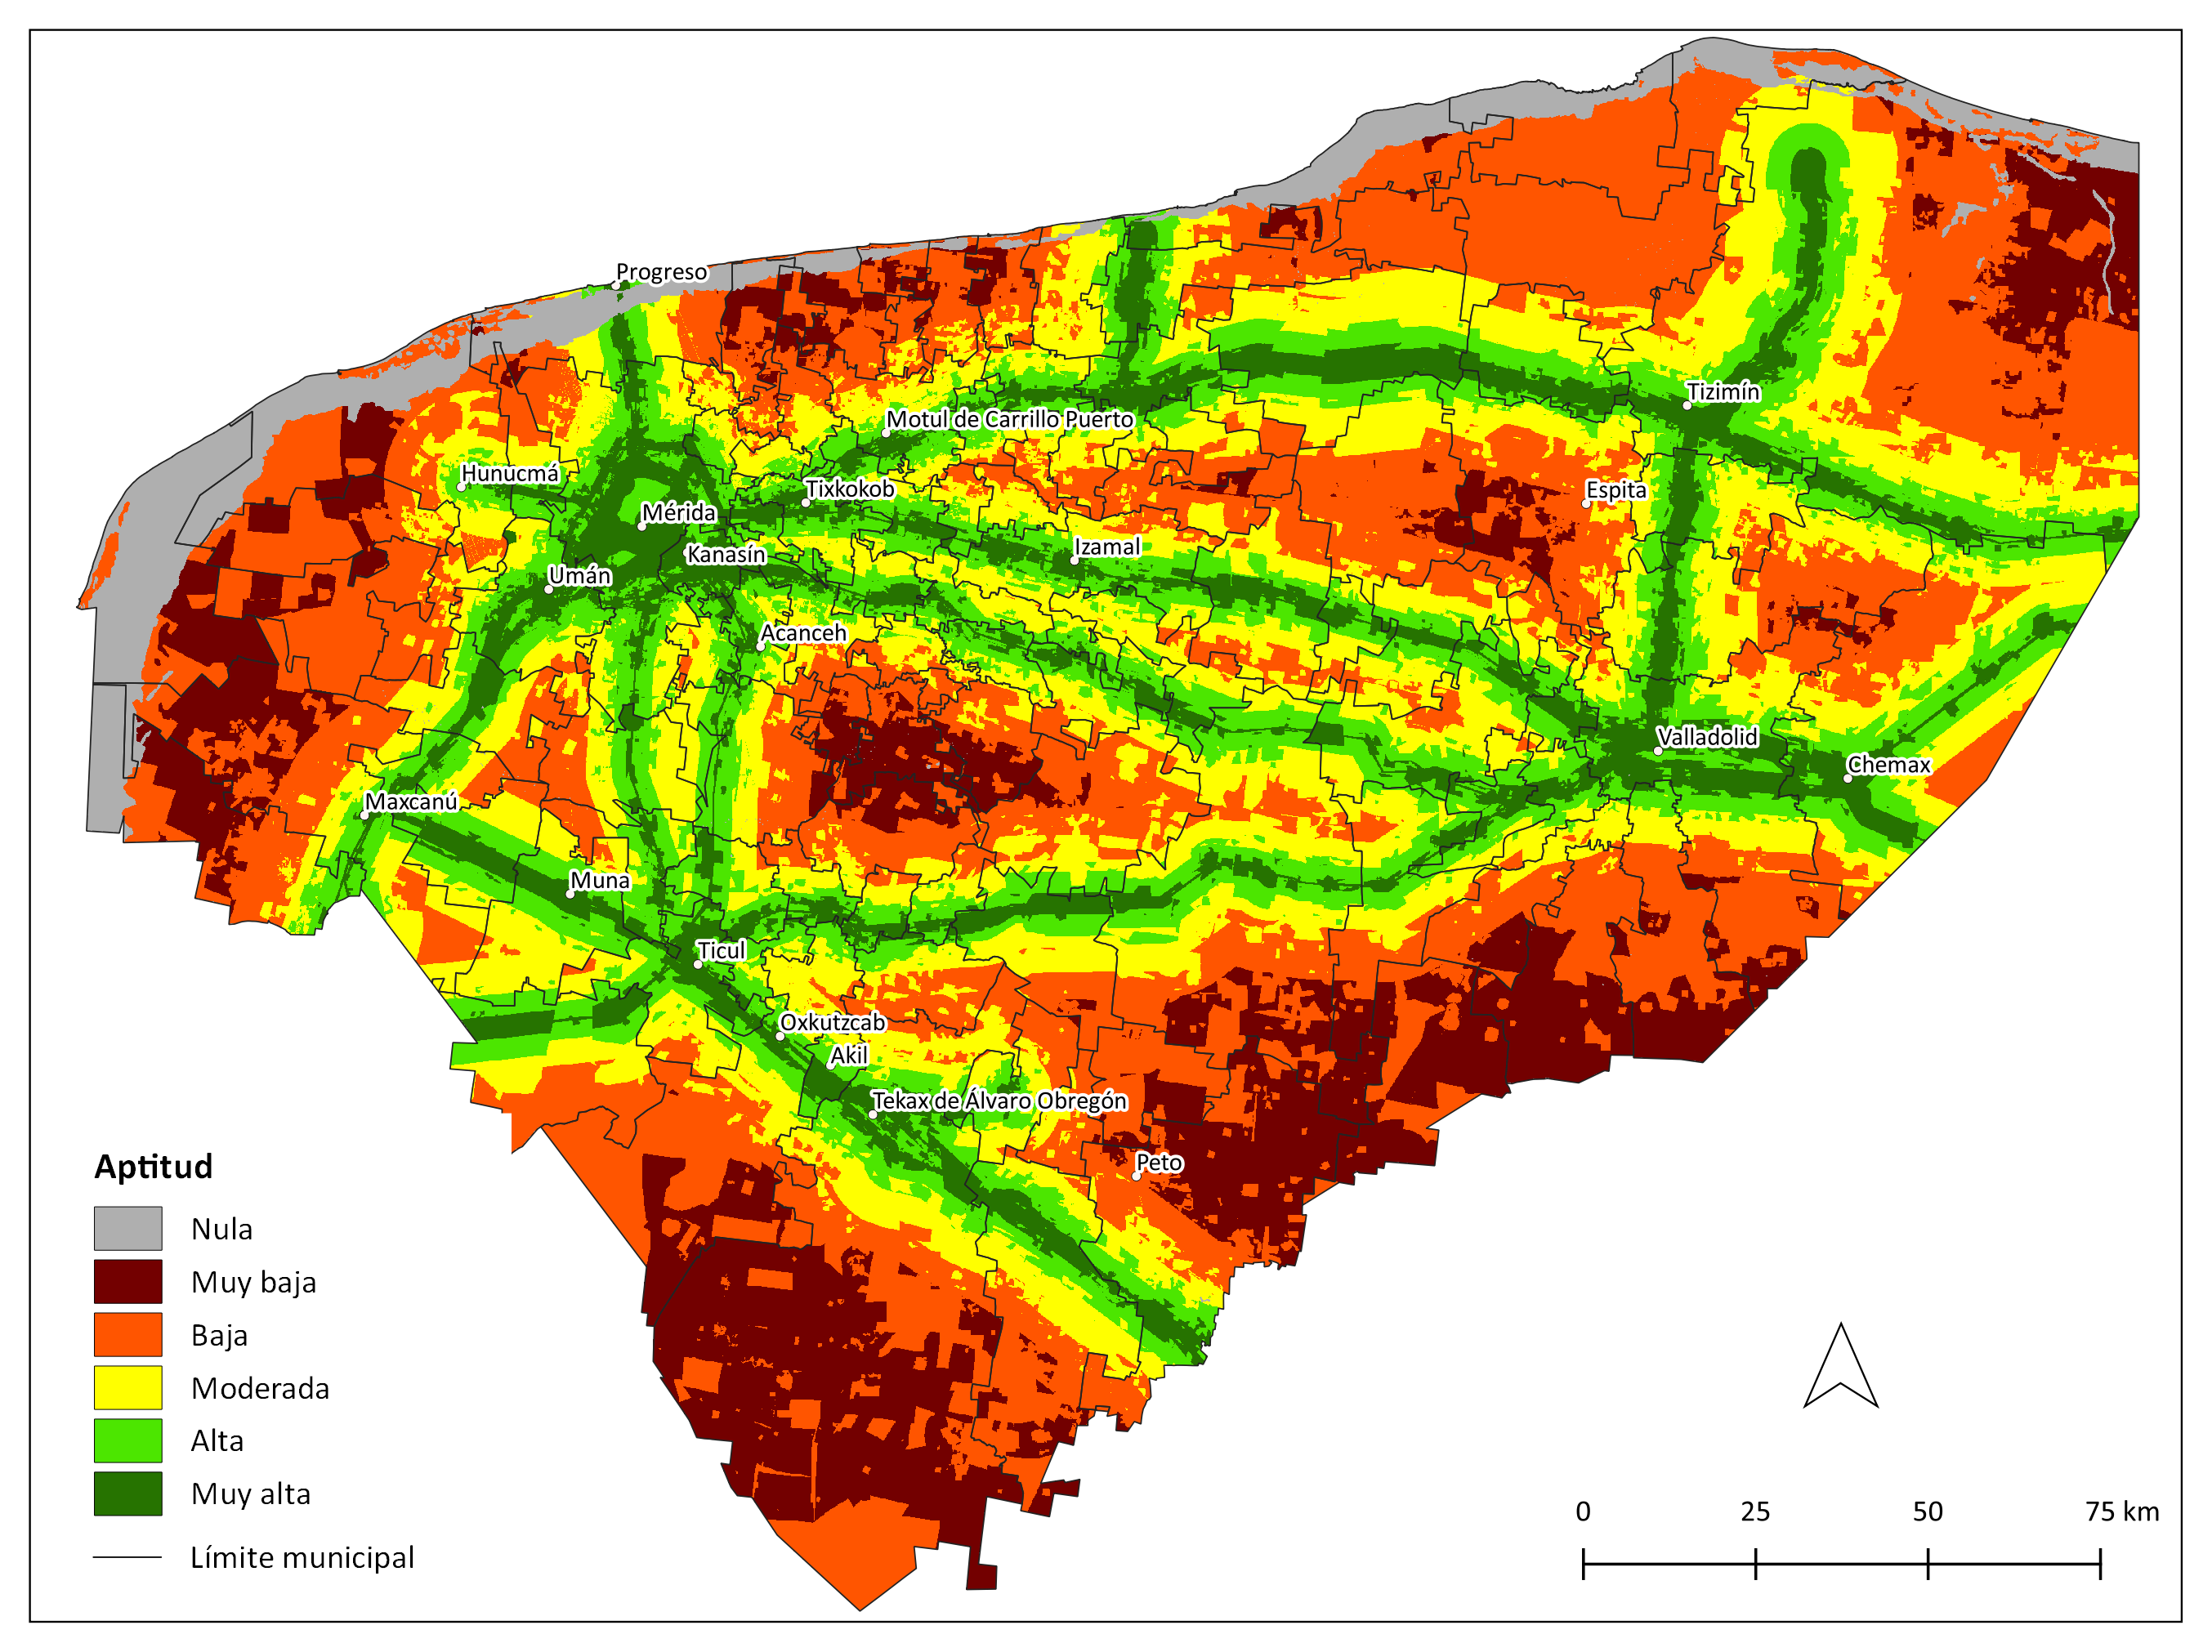 Progreso
Tizimín
Motul de Carrillo Puerto
Hunucmá
Tixkokob
Espita
Mérida
Kanasín
Izamal
Umán
Acanceh
Valladolid
Chemax
Maxcanú
Muna
Ticul
Oxkutzcab
Akil
Tekax de Álvaro Obregón
Peto
Aptitud
Nula
Muy baja
Baja
Moderada
Alta
Muy alta
Límite municipal
0 25 50 75 km